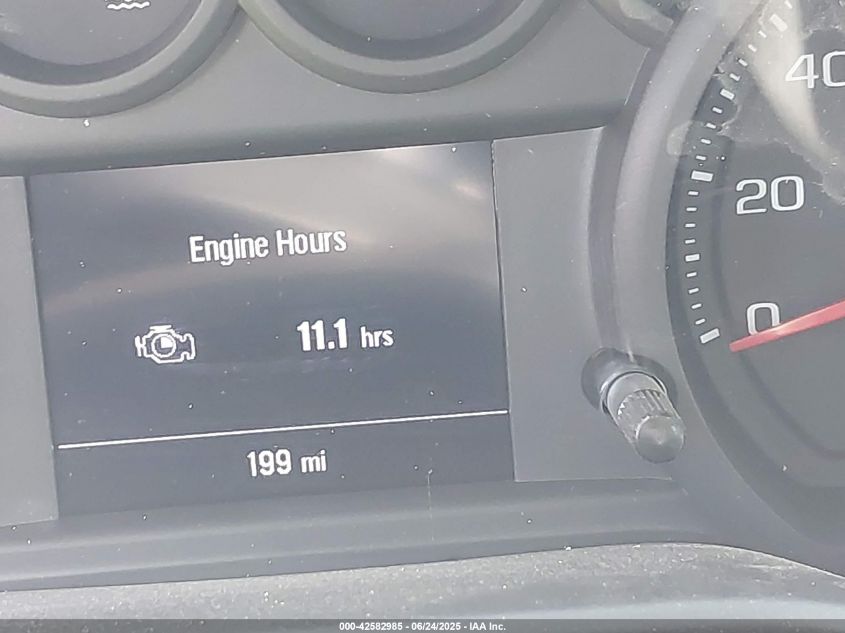 40
20
0
Engine Hours
11.1 hrs
199 mi
000-42582985 - 06/24/2025 - IAA Inc.